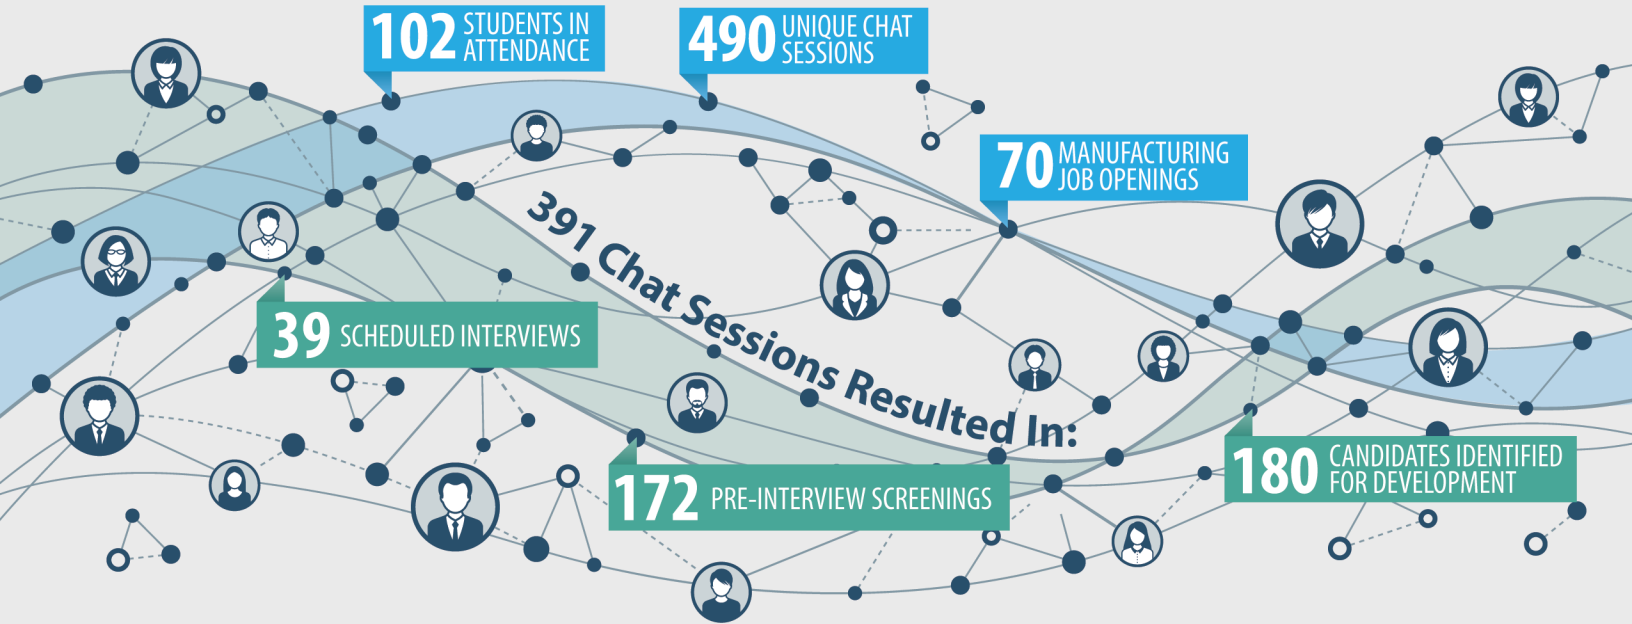 102 STUDENTS IN
ATTENDANCE
490 UNIQUE CHAT
SESSIONS
70 MANUFACTURING
JOB OPENINGS
391 Chat Sessions Resulted In:
39 SCHEDULED INTERVIEWS
172 PRE-INTERVIEW SCREENINGS
180 CANDIDATES IDENTIFIED
FOR DEVELOPMENT